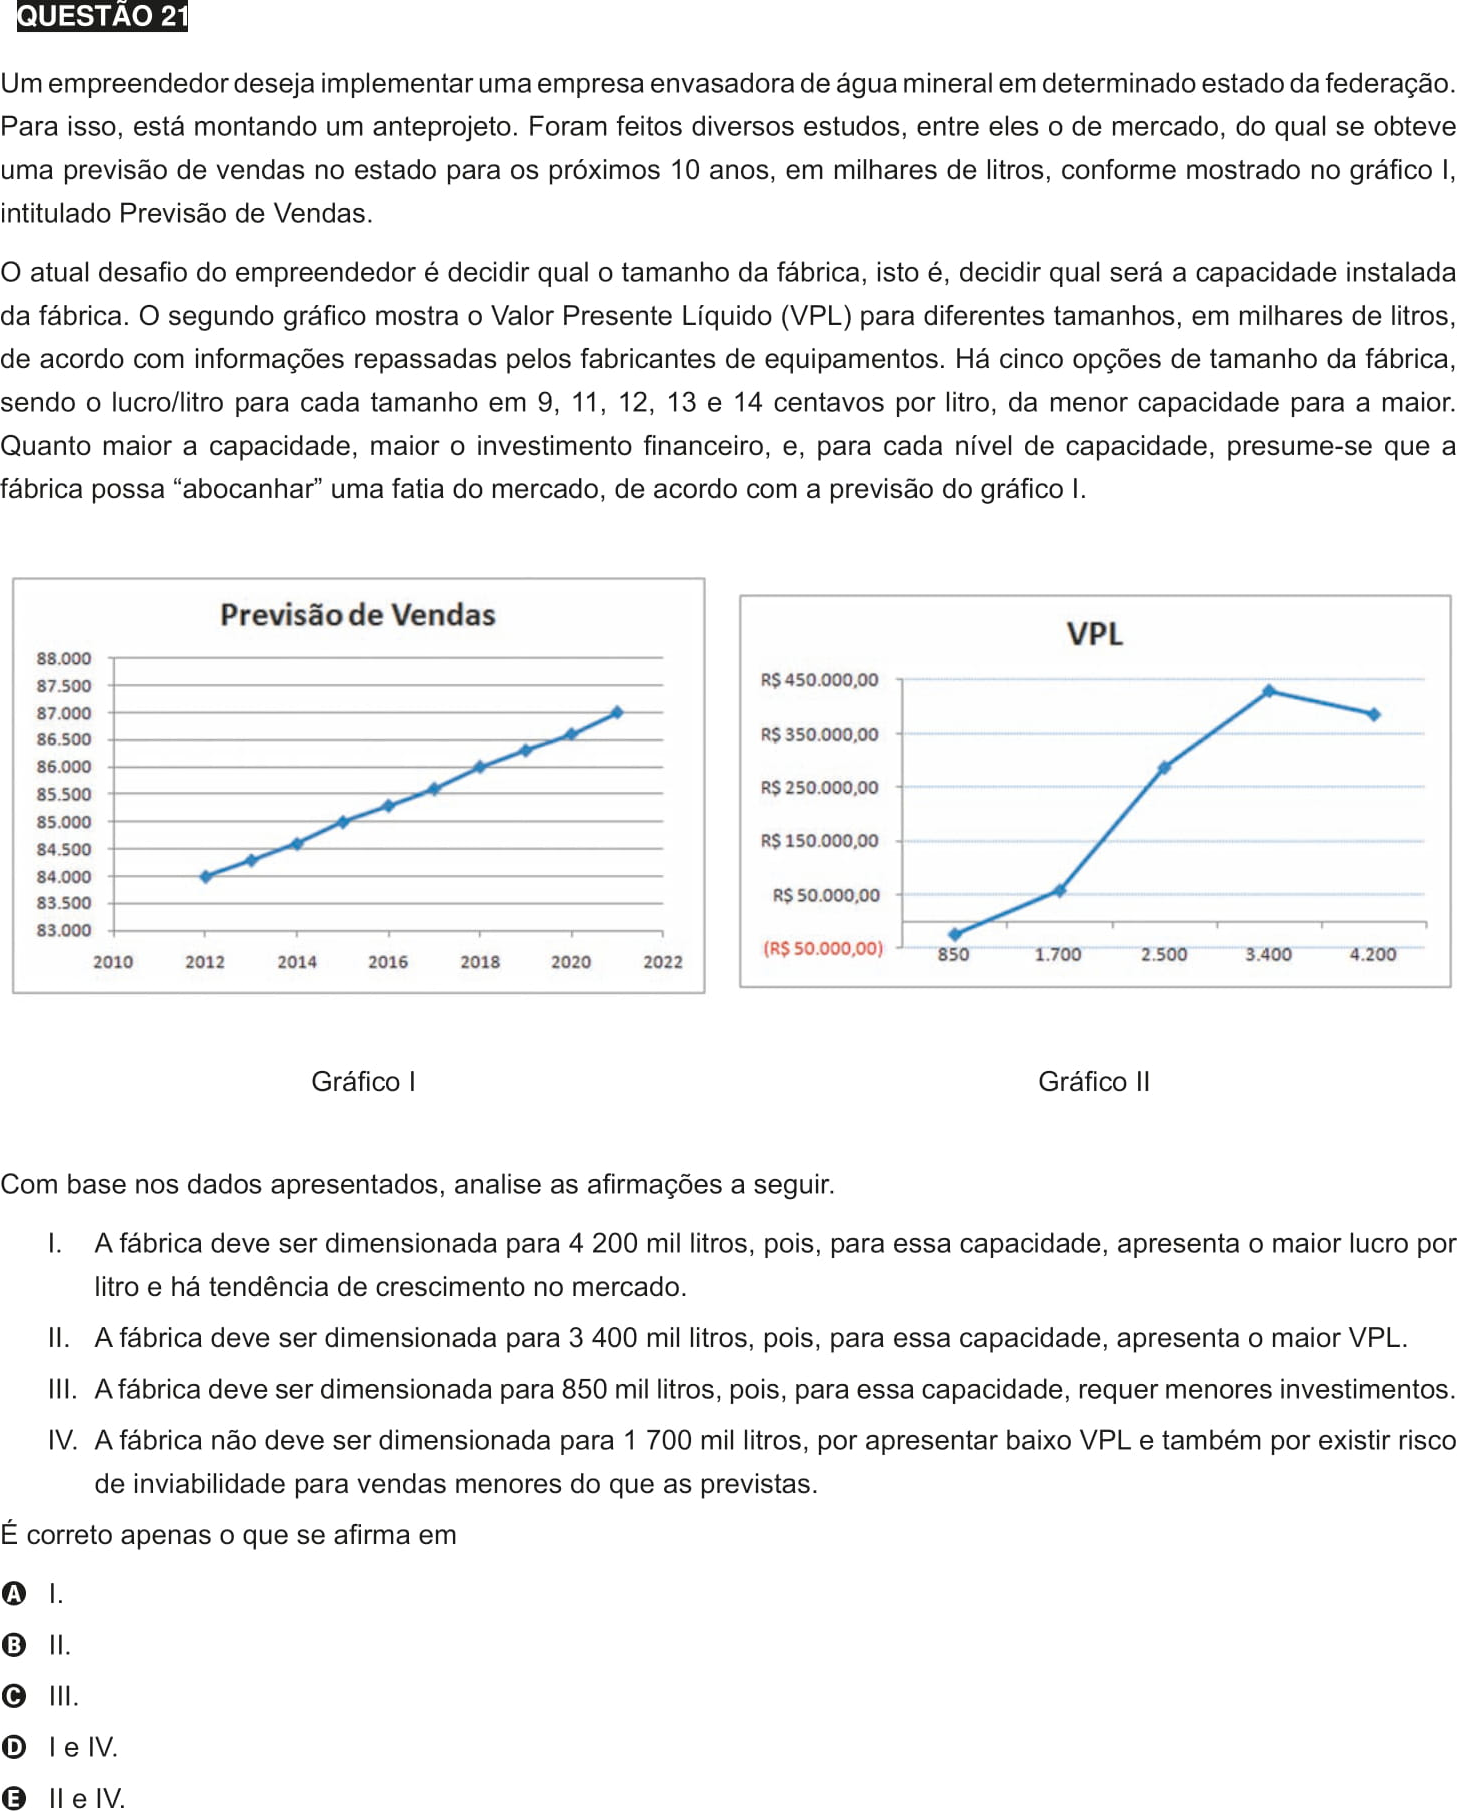 QUESTÃO 21
Um empreendedor deseja implementar uma empresa envasadora de água mineral em determinado estado da federação.
Para isso, está montando um anteprojeto. Foram feitos diversos estudos, entre eles o de mercado, do qual se obteve
uma previsão de vendas no estado para os próximos 10 anos, em milhares de litros, conforme mostrado no gráfico I,
intitulado Previsão de Vendas.
O atual desafio do empreendedor é decidir qual o tamanho da fábrica, isto é, decidir qual será a capacidade instalada
da fábrica. O segundo gráfico mostra o Valor Presente Líquido (VPL) para diferentes tamanhos, em milhares de litros,
de acordo com informações repassadas pelos fabricantes de equipamentos. Há cinco opções de tamanho da fábrica,
sendo o lucro/litro para cada tamanho em 9, 11, 12, 13 e 14 centavos por litro, da menor capacidade para a maior.
Quanto maior a capacidade, maior o investimento financeiro, e, para cada nível de capacidade, presume-se que a
fábrica possa “abocanhar” uma fatia do mercado, de acordo com a previsão do gráfico I.
Previsão de Vendas
88.000
87.500
87.000
86.500
86.000
85.500
85.000
84.500
84.000
83.500
83.000
2010 2012 2014 2016 2018 2020 2022
VPL
R$ 450.000,00
R$ 350.000,00
R$ 250.000,00
R$ 150.000,00
R$ 50.000,00
(R$ 50.000,00)
850 1.700 2.500 3.400 4.200
Gráfico I
Gráfico II
Com base nos dados apresentados, analise as afirmações a seguir.
I. A fábrica deve ser dimensionada para 4 200 mil litros, pois, para essa capacidade, apresenta o maior lucro por
litro e há tendência de crescimento no mercado.
II. A fábrica deve ser dimensionada para 3 400 mil litros, pois, para essa capacidade, apresenta o maior VPL.
III. A fábrica deve ser dimensionada para 850 mil litros, pois, para essa capacidade, requer menores investimentos.
IV. A fábrica não deve ser dimensionada para 1 700 mil litros, por apresentar baixo VPL e também por existir risco
de inviabilidade para vendas menores do que as previstas.
É correto apenas o que se afirma em
A I.
B II.
C III.
D I e IV.
E II e IV.